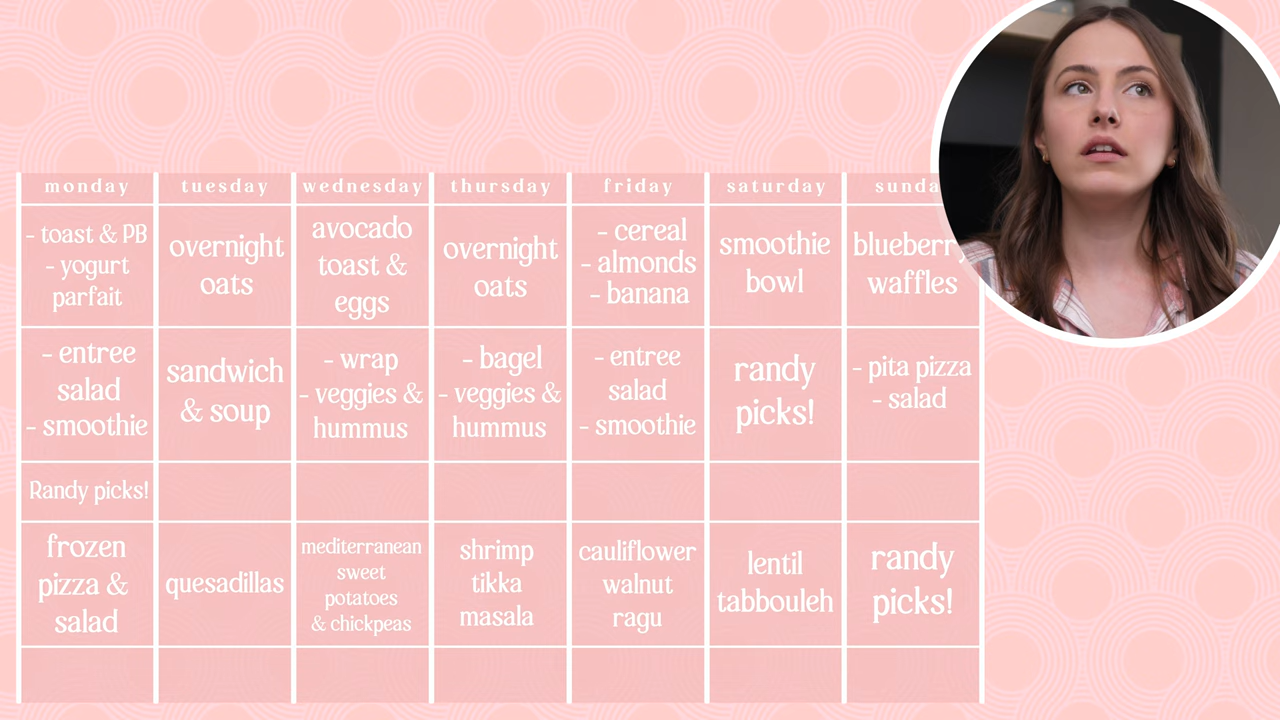 monday tuesday wednesday thursday friday saturday
- toast & PB
- yogurt
parfait
overnight
oats
avocado
toast &
eggs
overnight
oats
- cereal
- almonds
- banana
smoothie
bowl
waffles
- entree
salad
- smoothie
sandwich
& soup
- wrap
- veggies &
hummus
- bagel
- veggies &
hummus
- entree
salad
- smoothie
randy
picks!
- pita pizza
- salad
Randy picks!
frozen
pizza &
salad
quesadillas
mediterranean
sweet
potatoes
& chickpeas
shrimp
tikka
masala
cauliflower
walnut
ragu
lentil
tabbouleh
randy
picks!